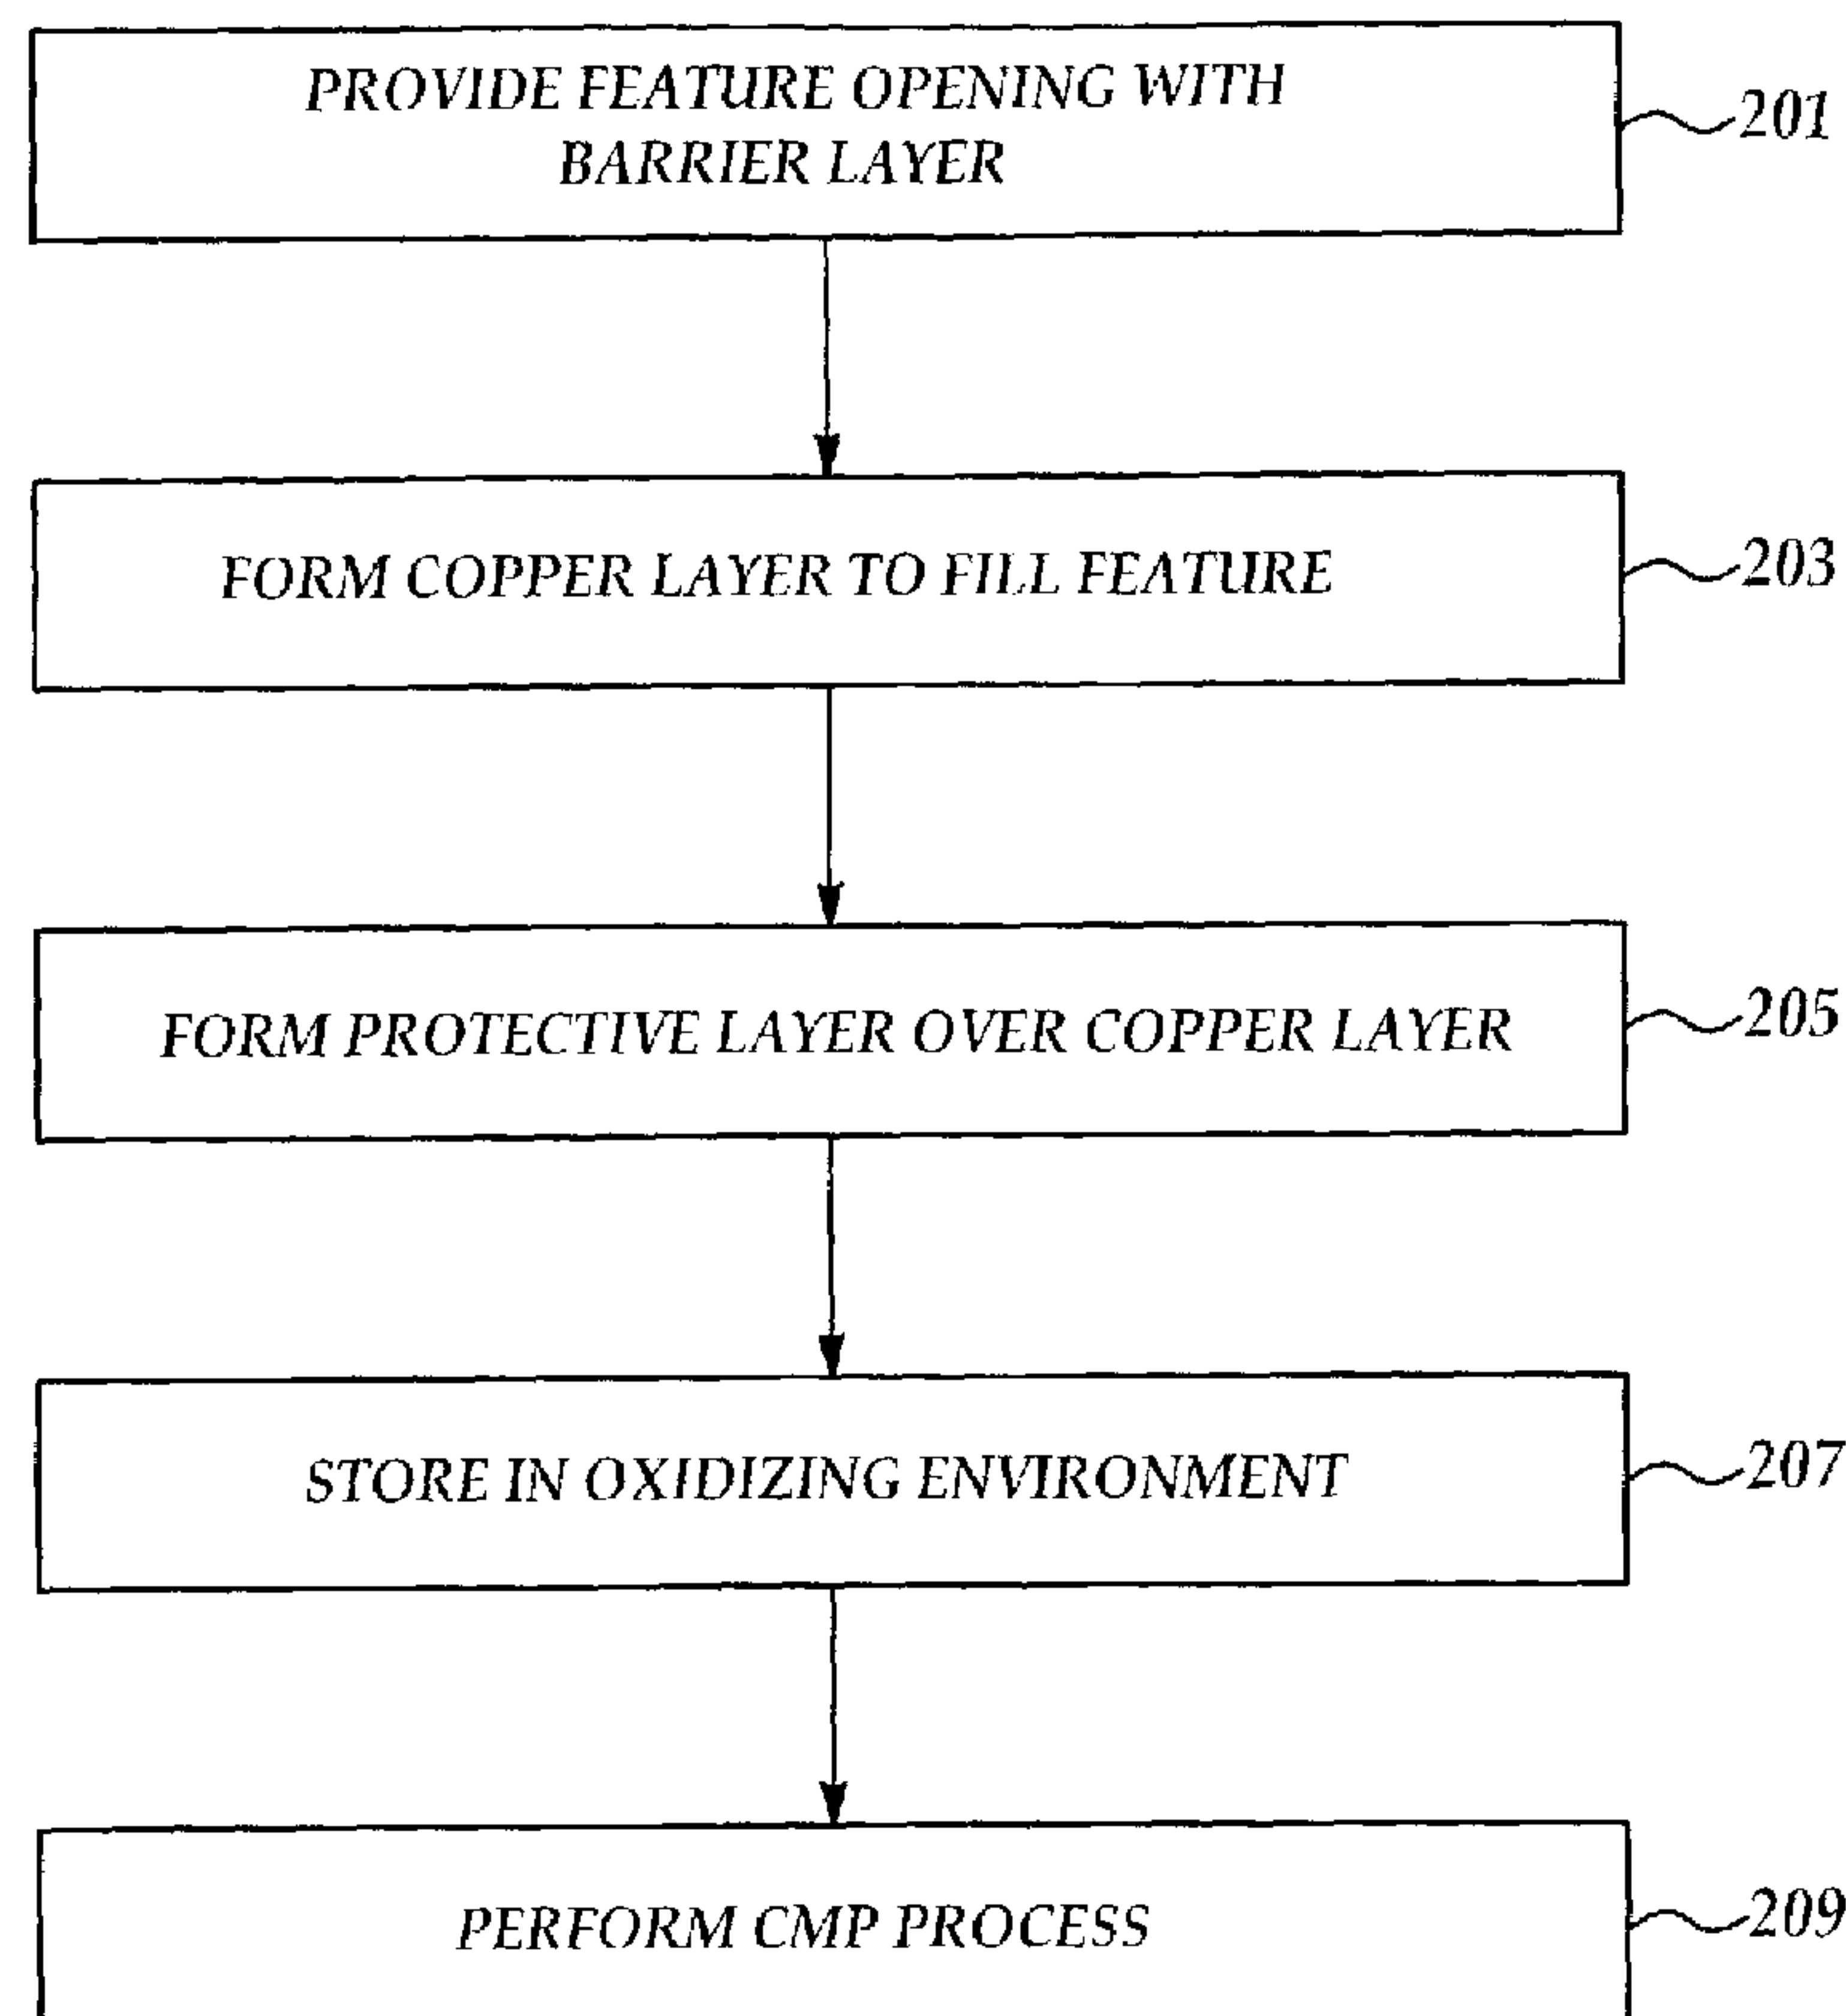 PROVIDE FEATURE OPENING WITH
BARRIER LAYER
201
FORM COPPER LAYER TO FILL FEATURE
203
FORM PROTECTIVE LAYER OVER COPPER LAYER
205
STORE IN OXIDIZING ENVIRONMENT
207
PERFORM CMP PROCESS
209